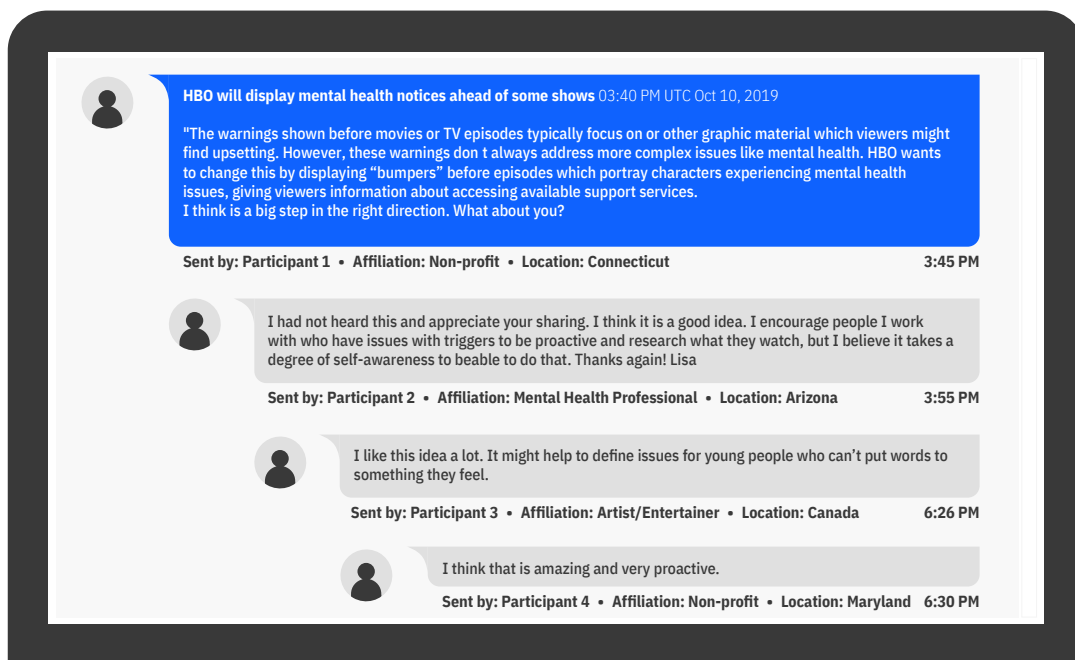 HBO will display mental health notices ahead of some shows 03:40 PM UTC Oct 10, 2019
"The warnings shown before movies or TV episodes typically focus on or other graphic material which viewers might
find upsetting. However, these warnings don t always address more complex issues like mental health. HBO wants
to change this by displaying “bumpers” before episodes which portray characters experiencing mental health
issues, giving viewers information about accessing available support services.
I think is a big step in the right direction. What about you?
Sent by: Participant 1 • Affiliation: Non-profit • Location: Connecticut 3:45 PM
I had not heard this and appreciate your sharing. I think it is a good idea. I encourage people I work
with who have issues with triggers to be proactive and research what they watch, but I believe it takes a
degree of self-awareness to beable to do that. Thanks again! Lisa
Sent by: Participant 2 • Affiliation: Mental Health Professional • Location: Arizona 3:55 PM
I like this idea a lot. It might help to define issues for young people who can’t put words to
something they feel.
Sent by: Participant 3 • Affiliation: Artist/Entertainer • Location: Canada 6:26 PM
I think that is amazing and very proactive.
Sent by: Participant 4 • Affiliation: Non-profit • Location: Maryland 6:30 PM